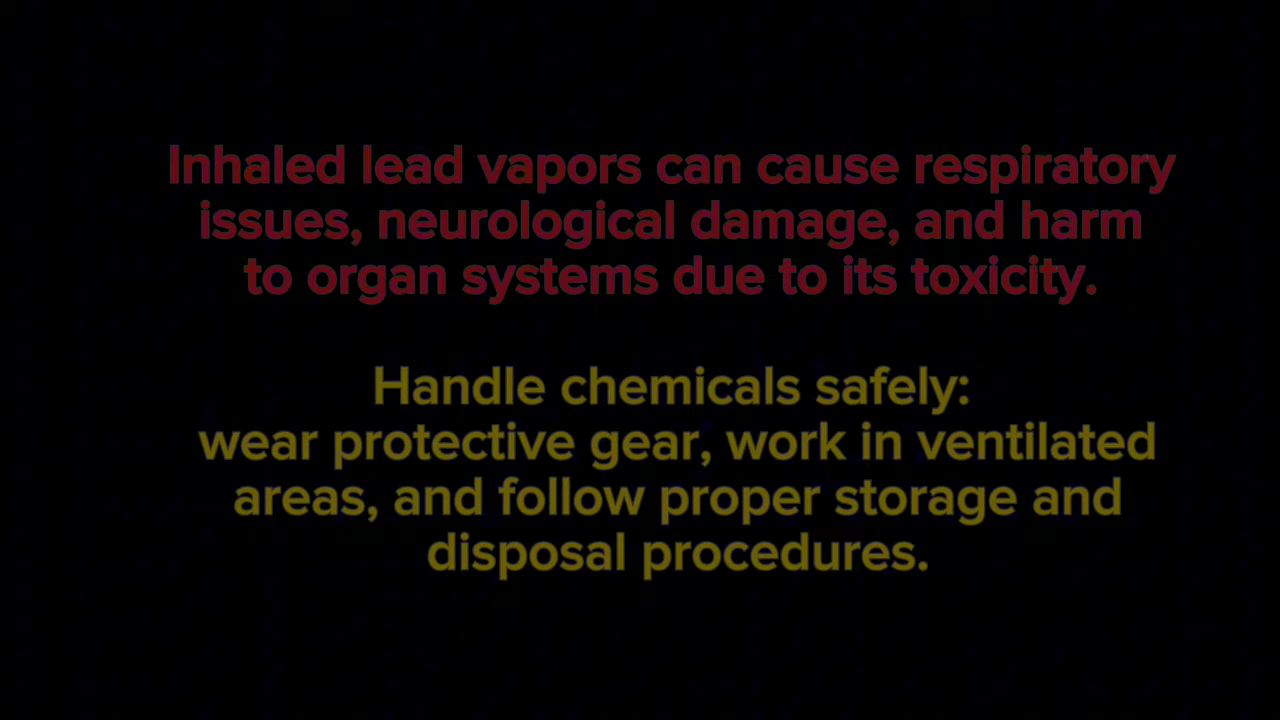 Inhaled lead vapors can cause respiratory
issues, neurological damage, and harm
to organ systems due to its toxicity.
Handle chemicals safely:
wear protective gear, work in ventilated
areas, and follow proper storage and
disposal procedures.